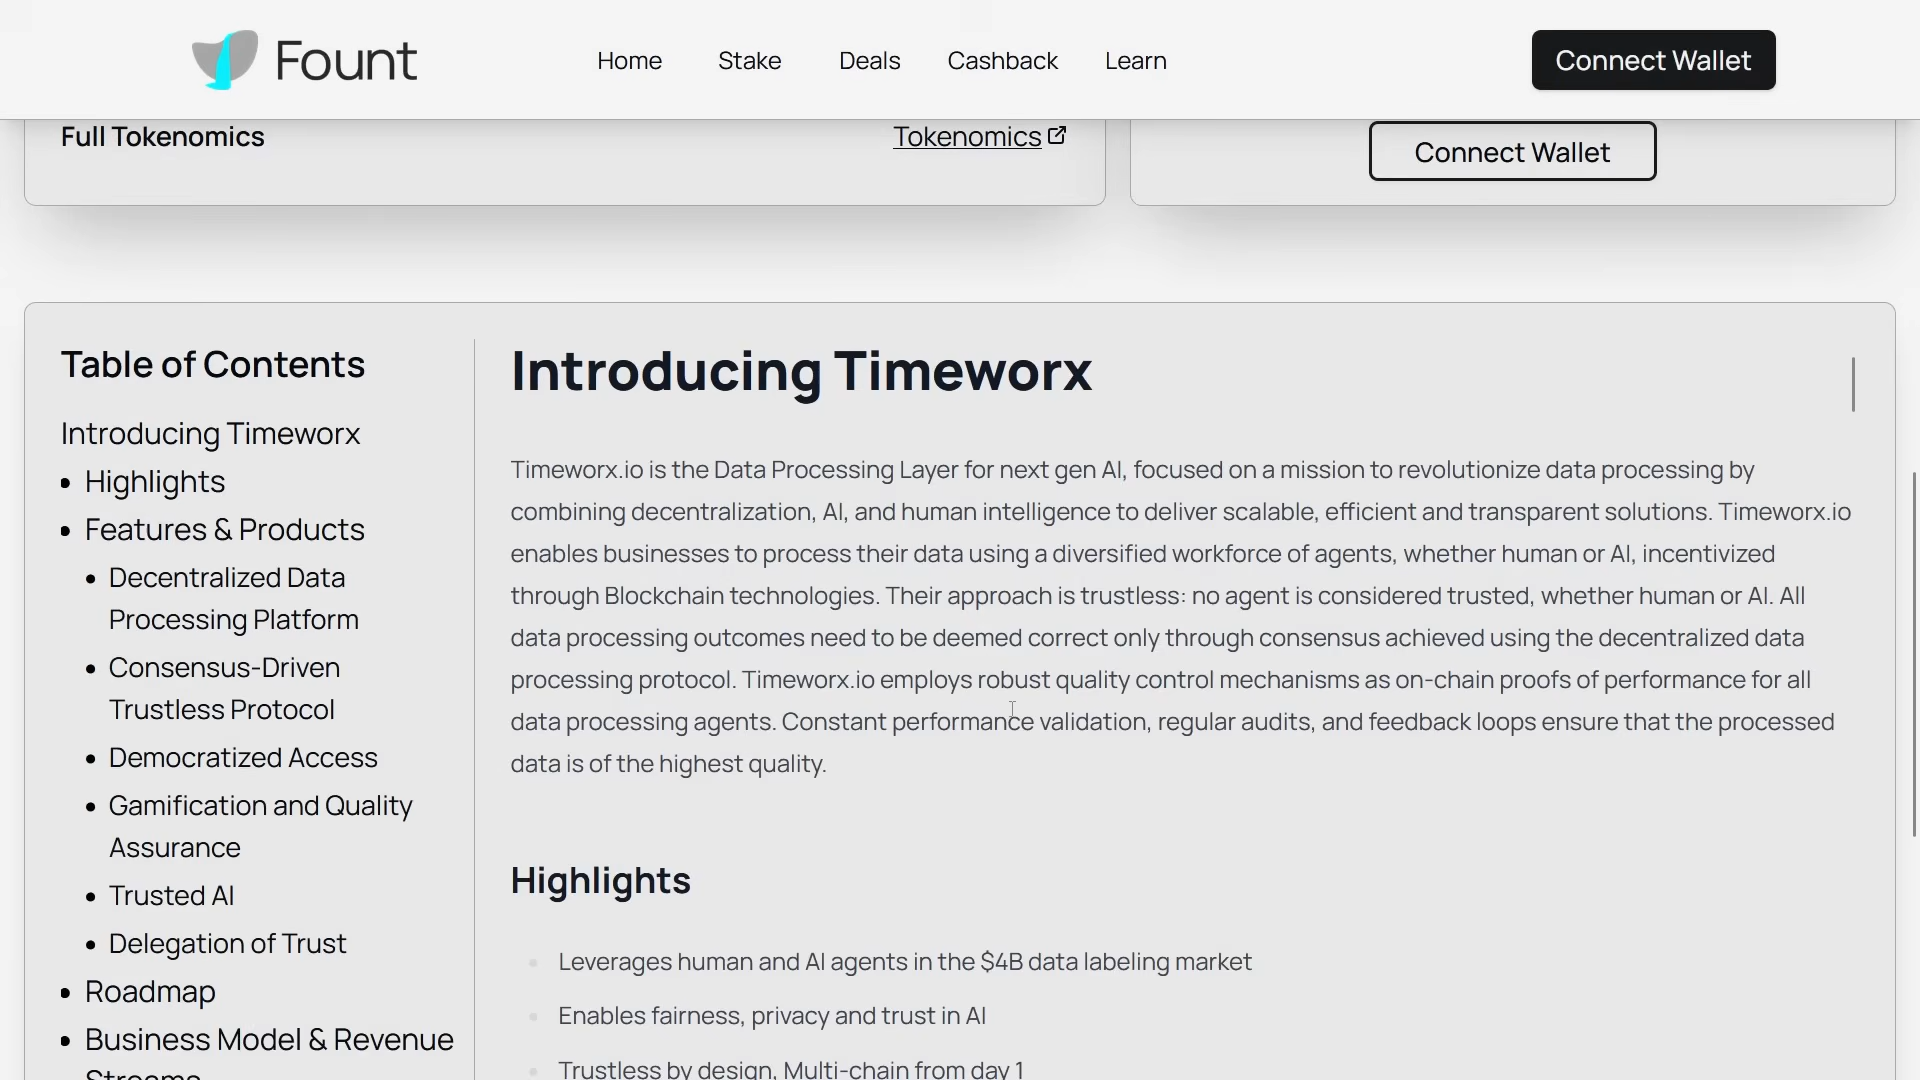 Fount
Home
Stake
Deals
Cashback
Learn
Connect Wallet
Full Tokenomics
Tokenomics
Connect Wallet
Table of Contents
Introducing Timeworx
Highlights
Features & Products
Decentralized Data
Processing Platform
Consensus-Driven
Trustless Protocol
Democratized Access
Gamification and Quality
Assurance
Trusted AI
Delegation of Trust
Roadmap
Business Model & Revenue
Streams
Introducing Timeworx
Timeworx.io is the Data Processing Layer for next gen AI, focused on a mission to revolutionize data processing by
combining decentralization, AI, and human intelligence to deliver scalable, efficient and transparent solutions. Timeworx.io
enables businesses to process their data using a diversified workforce of agents, whether human or AI, incentivized
through Blockchain technologies. Their approach is trustless: no agent is considered trusted, whether human or AI. All
data processing outcomes need to be deemed correct only through consensus achieved using the decentralized data
processing protocol. Timeworx.io employs robust quality control mechanisms as on-chain proofs of performance for all
data processing agents. Constant performance validation, regular audits, and feedback loops ensure that the processed
data is of the highest quality.
Highlights
Leverages human and AI agents in the $4B data labeling market
Enables fairness, privacy and trust in AI
Trustless by design, Multi-chain from day 1